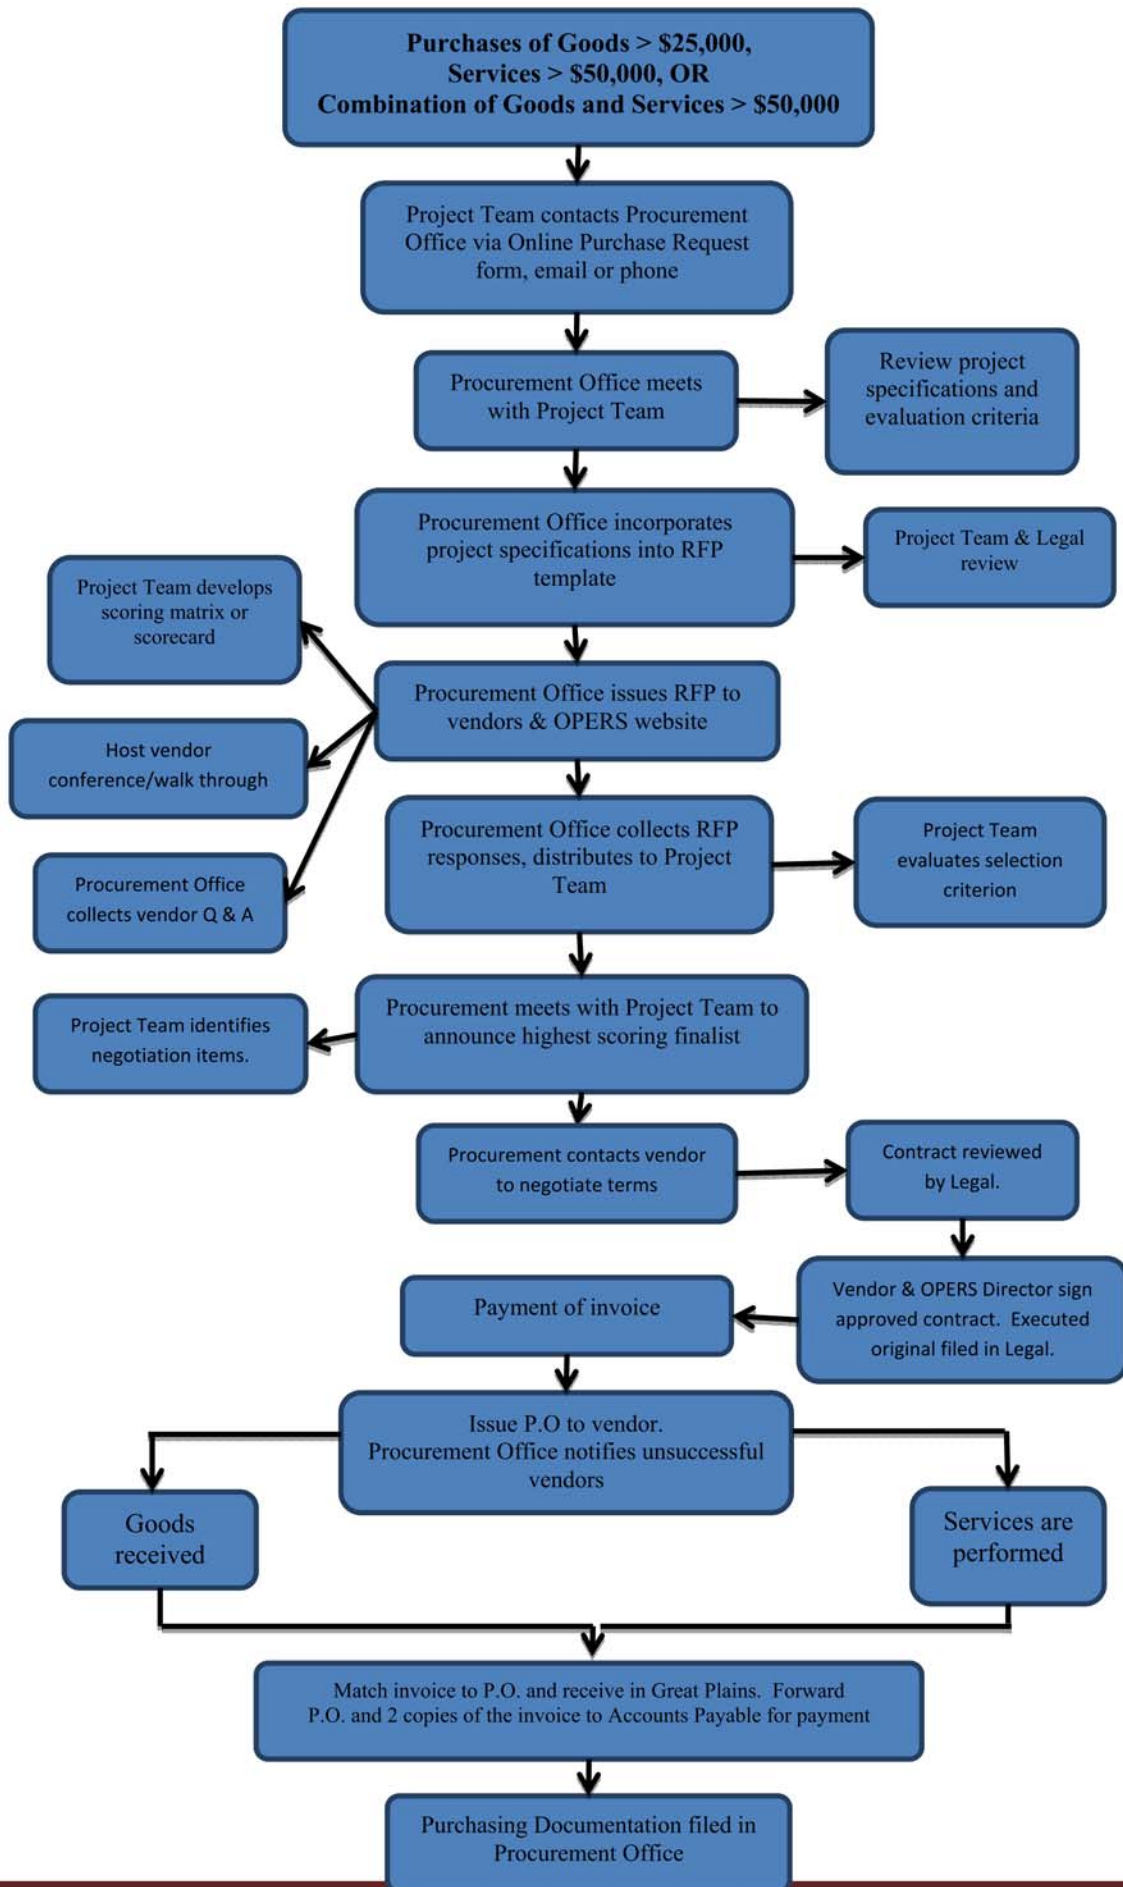 Purchases of Goods > $25,000,
Services > $50,000, OR
Combination of Goods and Services > $50,000
Project Team contacts Procurement
Office via Online Purchase Request
form, email or phone
Procurement Office meets
with Project Team
Review project
specifications and
evaluation criteria
Procurement Office incorporates
project specifications into RFP
template
Project Team & Legal
review
Project Team develops
scoring matrix or
scorecard
Procurement Office issues RFP to
vendors & OPERS website
Host vendor
conference/walk through
Procurement Office
collects vendor Q & A
Procurement Office collects RFP
responses, distributes to Project
Team
Project Team
evaluates selection
criterion
Procurement meets with Project Team to
announce highest scoring finalist
Project Team identifies
negotiation items.
Procurement contacts vendor
to negotiate terms
Contract reviewed
by Legal.
Vendor & OPERS Director sign
approved contract.  Executed
original filed in Legal.
Payment of invoice
Issue P.O to vendor.
Procurement Office notifies unsuccessful
vendors
Goods
received
Services are
performed
Match invoice to P.O. and receive in Great Plains.  Forward
P.O. and 2 copies of the invoice to Accounts Payable for payment
Purchasing Documentation filed in
Procurement Office